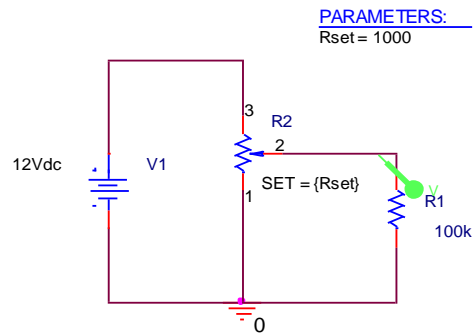 PARAMETERS:
Rset = 1000
3
R2
2
12Vdc
V1
SET = {Rset}
1
V
R1
100k
0